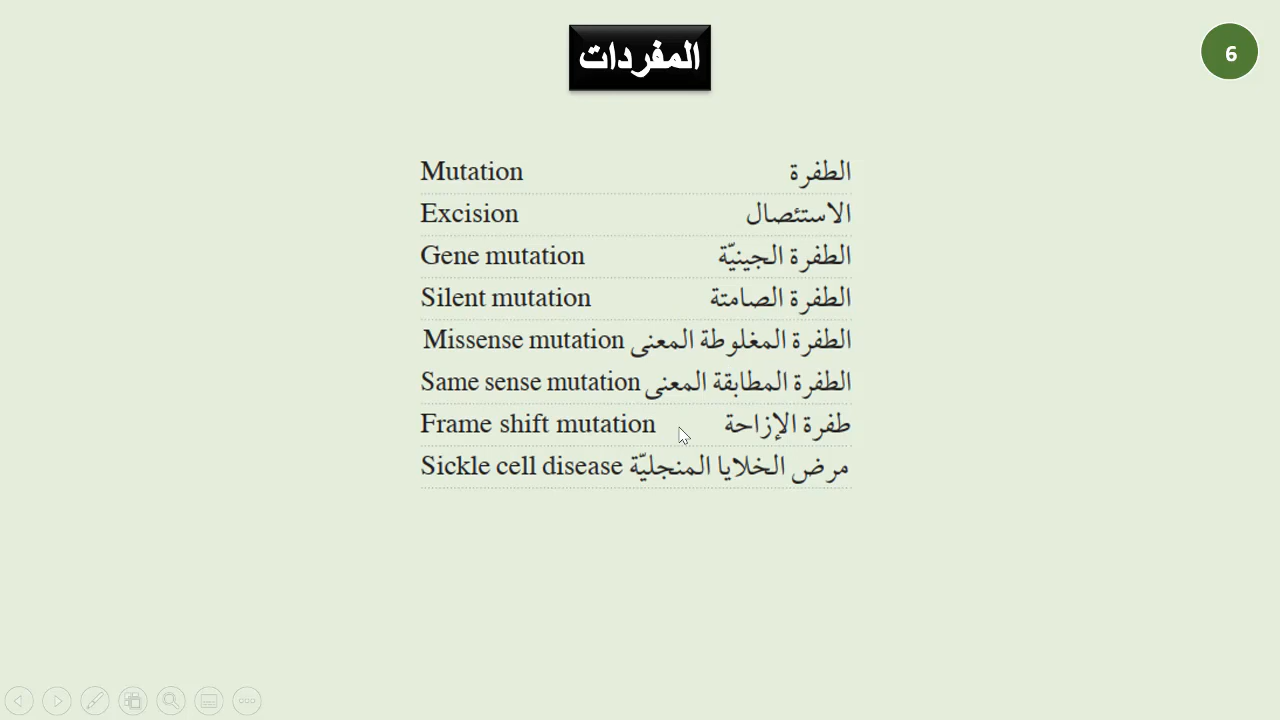 المفردات
6
Mutation الطفرة
Excision الاستئصال
Gene mutation الطفرة الجينيّة
Silent mutation الطفرة الصامتة
Missense mutation الطفرة المغلوطة المعنى
Same sense mutation الطفرة المطابقة المعنى
Frame shift mutation طفرة الإزاحة
Sickle cell disease مرض الخلايا المنجليّة